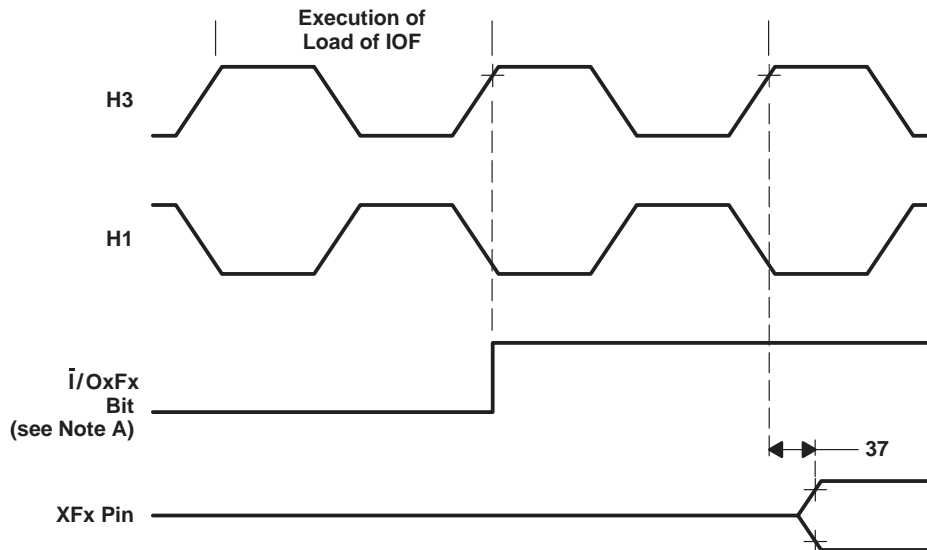 Execution of
Load of IOF
H3
H1
I̅/OxFx
Bit
(see Note A)
37
XFx Pin